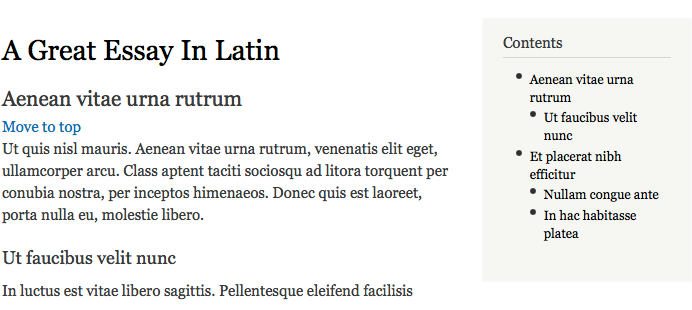 A Great Essay In Latin
Aenean vitae urna rutrum
Move to top
Ut quis nisl mauris. Aenean vitae urna rutrum, venenatis elit eget,
ullamcorper arcu. Class aptent taciti sociosqu ad litora torquent per
conubia nostra, per inceptos himenaeos. Donec quis est laoreet,
porta nulla eu, molestie libero.
Ut faucibus velit nunc
In luctus est vitae libero sagittis. Pellentesque eleifend facilisis
Contents
Aenean vitae urna
rutrum
Ut faucibus velit
nunc
Et placerat nibh
efficitur
Nullam congue ante
In hac habitasse
platea